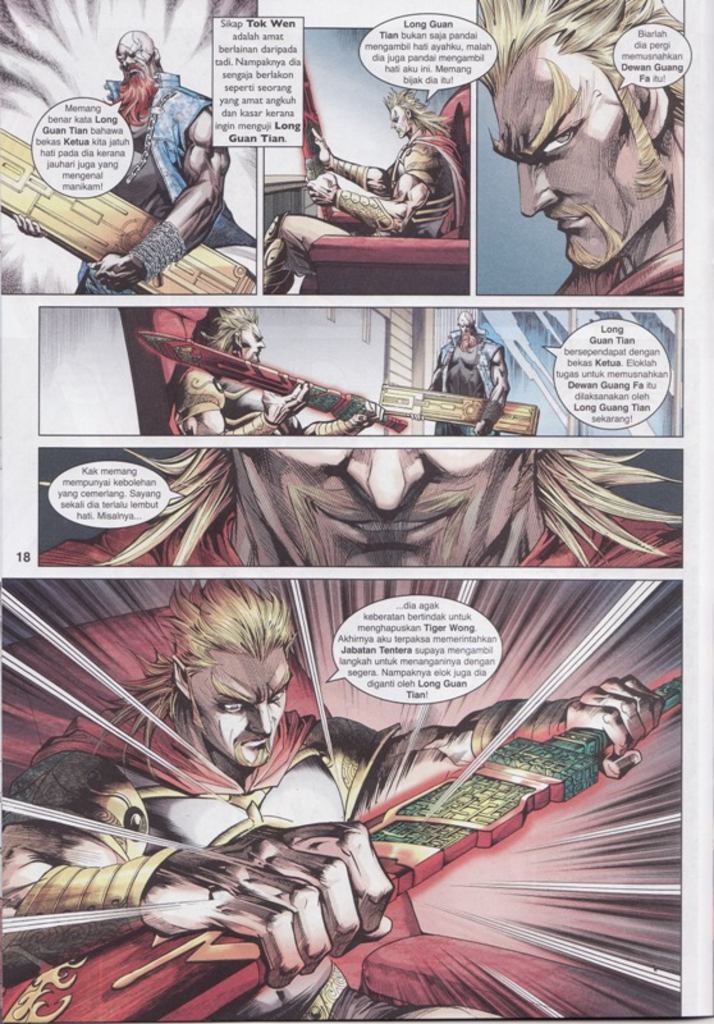 Memang
benar kata Long
Guan Tian bahawa
bekas Ketua kita jatuh
hati pada dia kerana
jauhari juga yang
mengenal
manikam!
Sikap Tok Wen
adalah amat
berlainan daripada
tadi. Nampaknya dia
sengaja berlakon
seperti seorang
yang amat angkuh
dan kasar kerana
ingin menguji Long
Guan Tian.
Long Guan
Tian bukan saja pandai
mengambil hati ayahku, malah
dia juga pandai mengambil
hati aku ini. Memang
bijak dia itu!
Biarlah
dia pergi
memusnahkan
Dewan Guang
Fa itu!
Long
Guan Tian
bersependapat dengan
bekas Ketua. Eloklah
tugas untuk memusnahkan
Dewan Guang Fa itu
dilaksanakan oleh
Long Guang Tian
sekarang!
Kak memang
mempunyai kebolehan
yang cemerlang. Sayang
sekali dia terlalu lembut
hati. Misalnya...
18
...dia agak
keberatan bertindak untuk
menghapuskan Tiger Wong.
Akhirnya aku terpaksa memerintahkan
Jabatan Tentera supaya mengambil
langkah untuk menanganinya dengan
segera. Nampaknya elok juga dia
diganti oleh Long Guan
Tian!